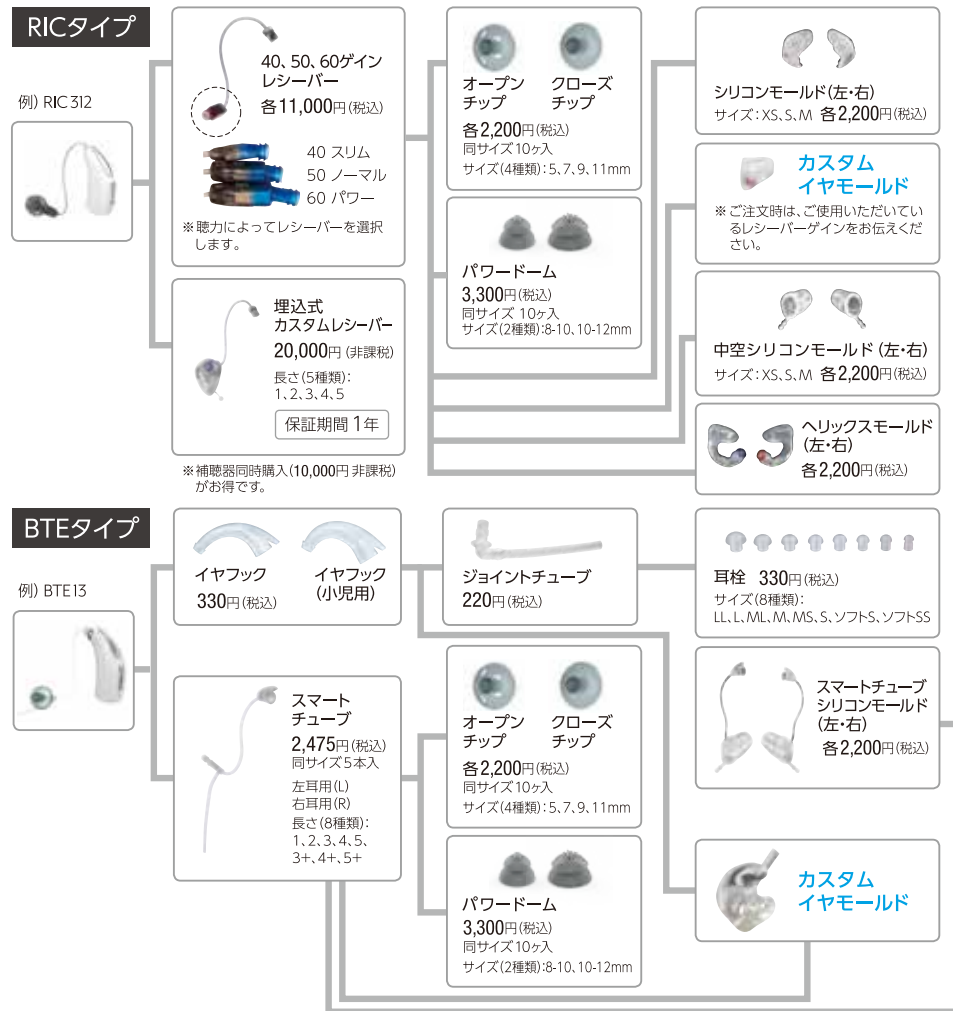 RICタイプ
例) RIC312
40、50、60ゲイン
レシーバー
各11,000円(税込)
40 スリム
50 ノーマル
60 パワー
※聴力によってレシーバーを選択
します。
埋込式
カスタムレシーバー
20,000円(非課税)
長さ(5種類):
1、2、3、4、5
保証期間 1年
※補聴器同時購入(10,000円 非課税)
がお得です。
オープン
チップ
クローズ
チップ
各2,200円(税込)
同サイズ10ヶ入
サイズ(4種類):5、7、9、11mm
パワードーム
3,300円(税込)
同サイズ 10ヶ入
サイズ(2種類):8-10、10-12mm
シリコンモールド(左・右)
サイズ:XS、S、M 各2,200円(税込)
カスタム
イヤモールド
※ご注文時は、ご使用いただいてい
るレシーバーゲインをお伝えくだ
さい。
中空シリコンモールド(左・右)
サイズ:XS、S、M 各2,200円(税込)
ヘリックスモールド
(左・右)
各2,200円(税込)
BTEタイプ
例) BTE13
イヤフック
330円(税込)
イヤフック
(小児用)
スマート
チューブ
2,475円(税込)
同サイズ5本入
左耳用(L)
右耳用(R)
長さ(8種類):
1、2、3、4、5、
3+、4+、5+
ジョイントチューブ
220円(税込)
オープン
チップ
クローズ
チップ
各2,200円(税込)
同サイズ10ヶ入
サイズ(4種類):5、7、9、11mm
パワードーム
3,300円(税込)
同サイズ10ヶ入
サイズ(2種類):8-10、10-12mm
耳栓 330円(税込)
サイズ(8種類):
LL、L、ML、M、MS、S、ソフトS、ソフトSS
スマートチューブ
シリコンモールド
(左・右)
各2,200円(税込)
カスタム
イヤモールド